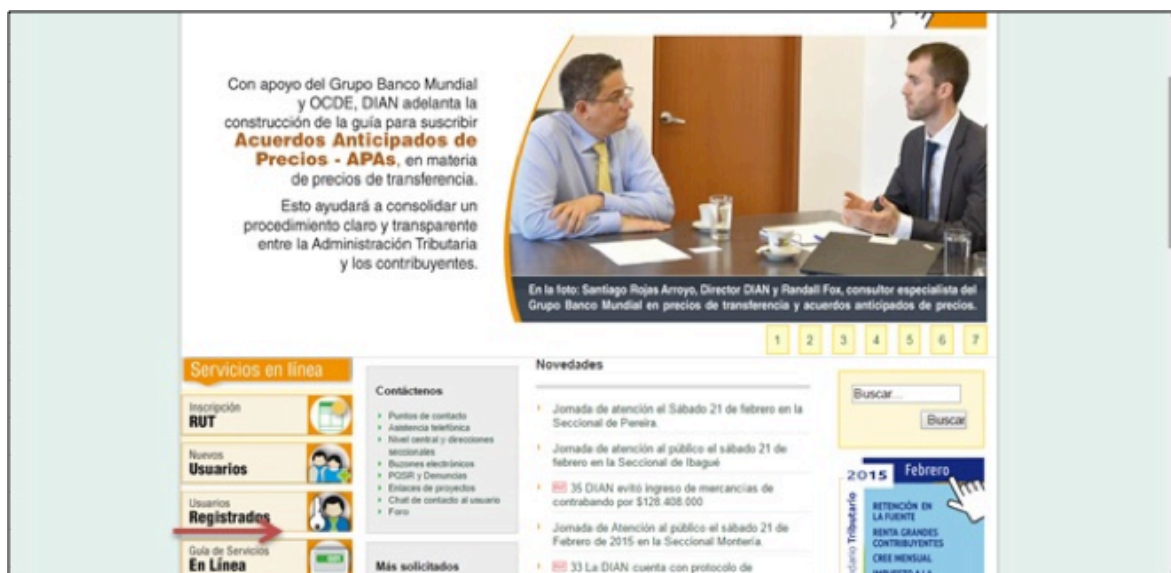 Con apoyo del Grupo Banco Mundial
y OCDE, DIAN adelanta la
construcción de la guía para suscribir
Acuerdos Anticipados de
Precios - APAs, en materia
de precios de transferencia.
Esto ayudará a consolidar un
procedimiento claro y transparente
entre la Administración Tributaria
y los contribuyentes.
En la foto: Santiago Rojas Arroyo, Director DIAN y Randall Fox, consultor especialista del
Grupo Banco Mundial en precios de transferencia y acuerdos anticipados de precios.
1 2 3 4 5 6 7
Servicios en línea
Inscripción
RUT
Nuevos
Usuarios
Usuarios
Registrados
Guía de Servicios
En Línea
Contáctenos
Puntos de contacto
Asistencia telefónica
Nivel central y direcciones
seccionales
Buzones electrónicos
PQSR y Denuncias
Enlaces de proyectos
Chat de contacto al usuario
Foro
Más solicitados
Novedades
Jornada de atención el Sábado 21 de febrero en la
Seccional de Pereira.
Jornada de atención al público el sábado 21 de
febrero en la Seccional de Ibagué
35 DIAN evitó ingreso de mercancías de
contrabando por $128.408.000
Jornada de Atención al público el sábado 21 de
Febrero de 2015 en la Seccional Montería.
33 La DIAN cuenta con protocolo de
Buscar...
Buscar
2015 Febrero
Tributario
RETENCIÓN EN
LA FUENTE
RENTA GRANDES
CONTRIBUYENTES
CREE MENSUAL